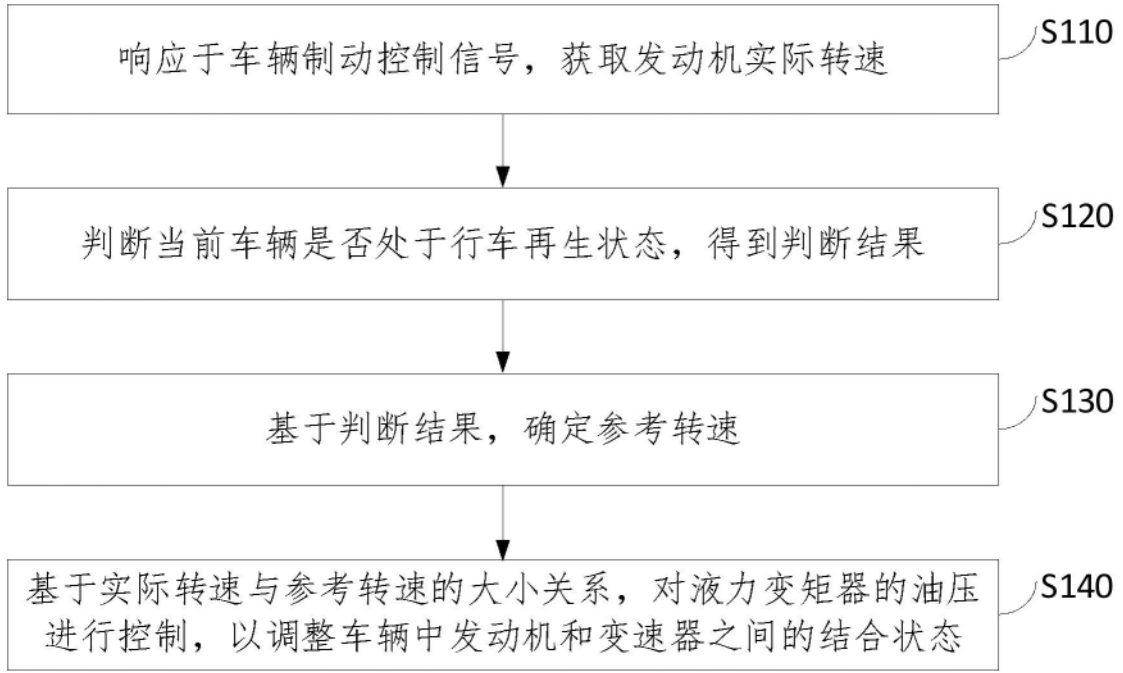 响应于车辆制动控制信号，获取发动机实际转速
S110
判断当前车辆是否处于行车再生状态，得到判断结果
S120
基于判断结果，确定参考转速
S130
基于实际转速与参考转速的大小关系，对液力变矩器的油压
进行控制，以调整车辆中发动机和变速器之间的结合状态
S140